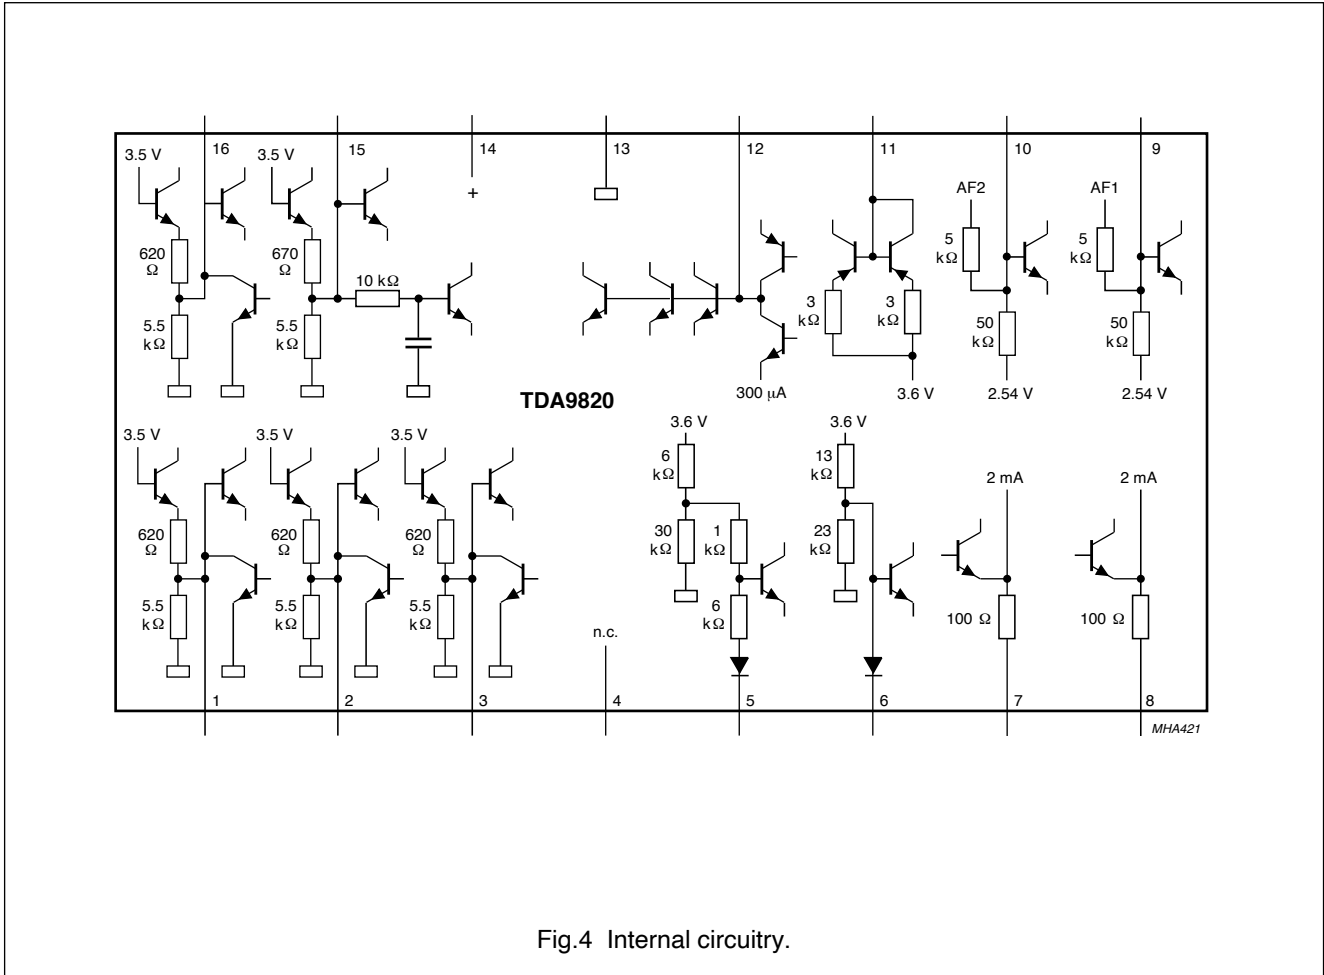 16 15 14 13 12 11 10 9
3.5 V 3.5 V
+
AF2 AF1
620 Ω
670 Ω
5 kΩ
5 kΩ
10 kΩ
5.5 kΩ
5.5 kΩ
3 kΩ
3 kΩ
50 kΩ
50 kΩ
300 μA 3.6 V 2.54 V 2.54 V
TDA9820
3.5 V 3.5 V 3.5 V 3.6 V 3.6 V
6 kΩ
13 kΩ
2 mA 2 mA
620 Ω
620 Ω
620 Ω
30 kΩ
1 kΩ
23 kΩ
5.5 kΩ
5.5 kΩ
5.5 kΩ
6 kΩ
100 Ω 100 Ω
n.c.
1 2 3 4 5 6 7 8
MHA421
Fig.4 Internal circuitry.